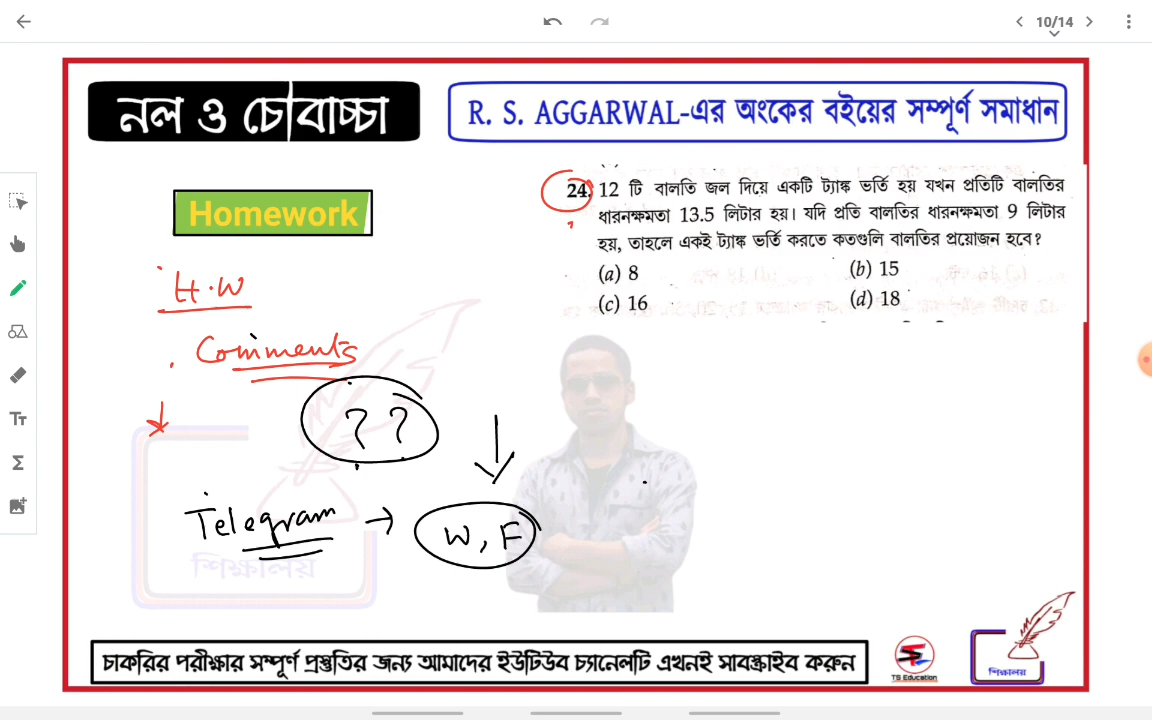 10/14
নল ও চৌবাচ্চা
R. S. AGGARWAL-এর অংকের বইয়ের সম্পূর্ণ সমাধান
Homework
24. 12 টি বালতি জল দিয়ে একটি ট্যাঙ্ক ভর্তি হয় যখন প্রতিটি বালতির
ধারনক্ষমতা 13.5 লিটার হয়। যদি প্রতি বালতির ধারনক্ষমতা 9 লিটার
হয়, তাহলে একই ট্যাঙ্ক ভর্তি করতে কতগুলি বালতির প্রয়োজন হবে?
(a) 8 (b) 15
(c) 16 (d) 18
H.W
Comments
??
Telegram → W, F
শিক্ষালয়
চাকরির পরীক্ষার সম্পূর্ণ প্রস্তুতির জন্য আমাদের ইউটিউব চ্যানেলটি এখনই সাবস্ক্রাইব করুন
TS Education
শিক্ষালয়
Tт
Σ